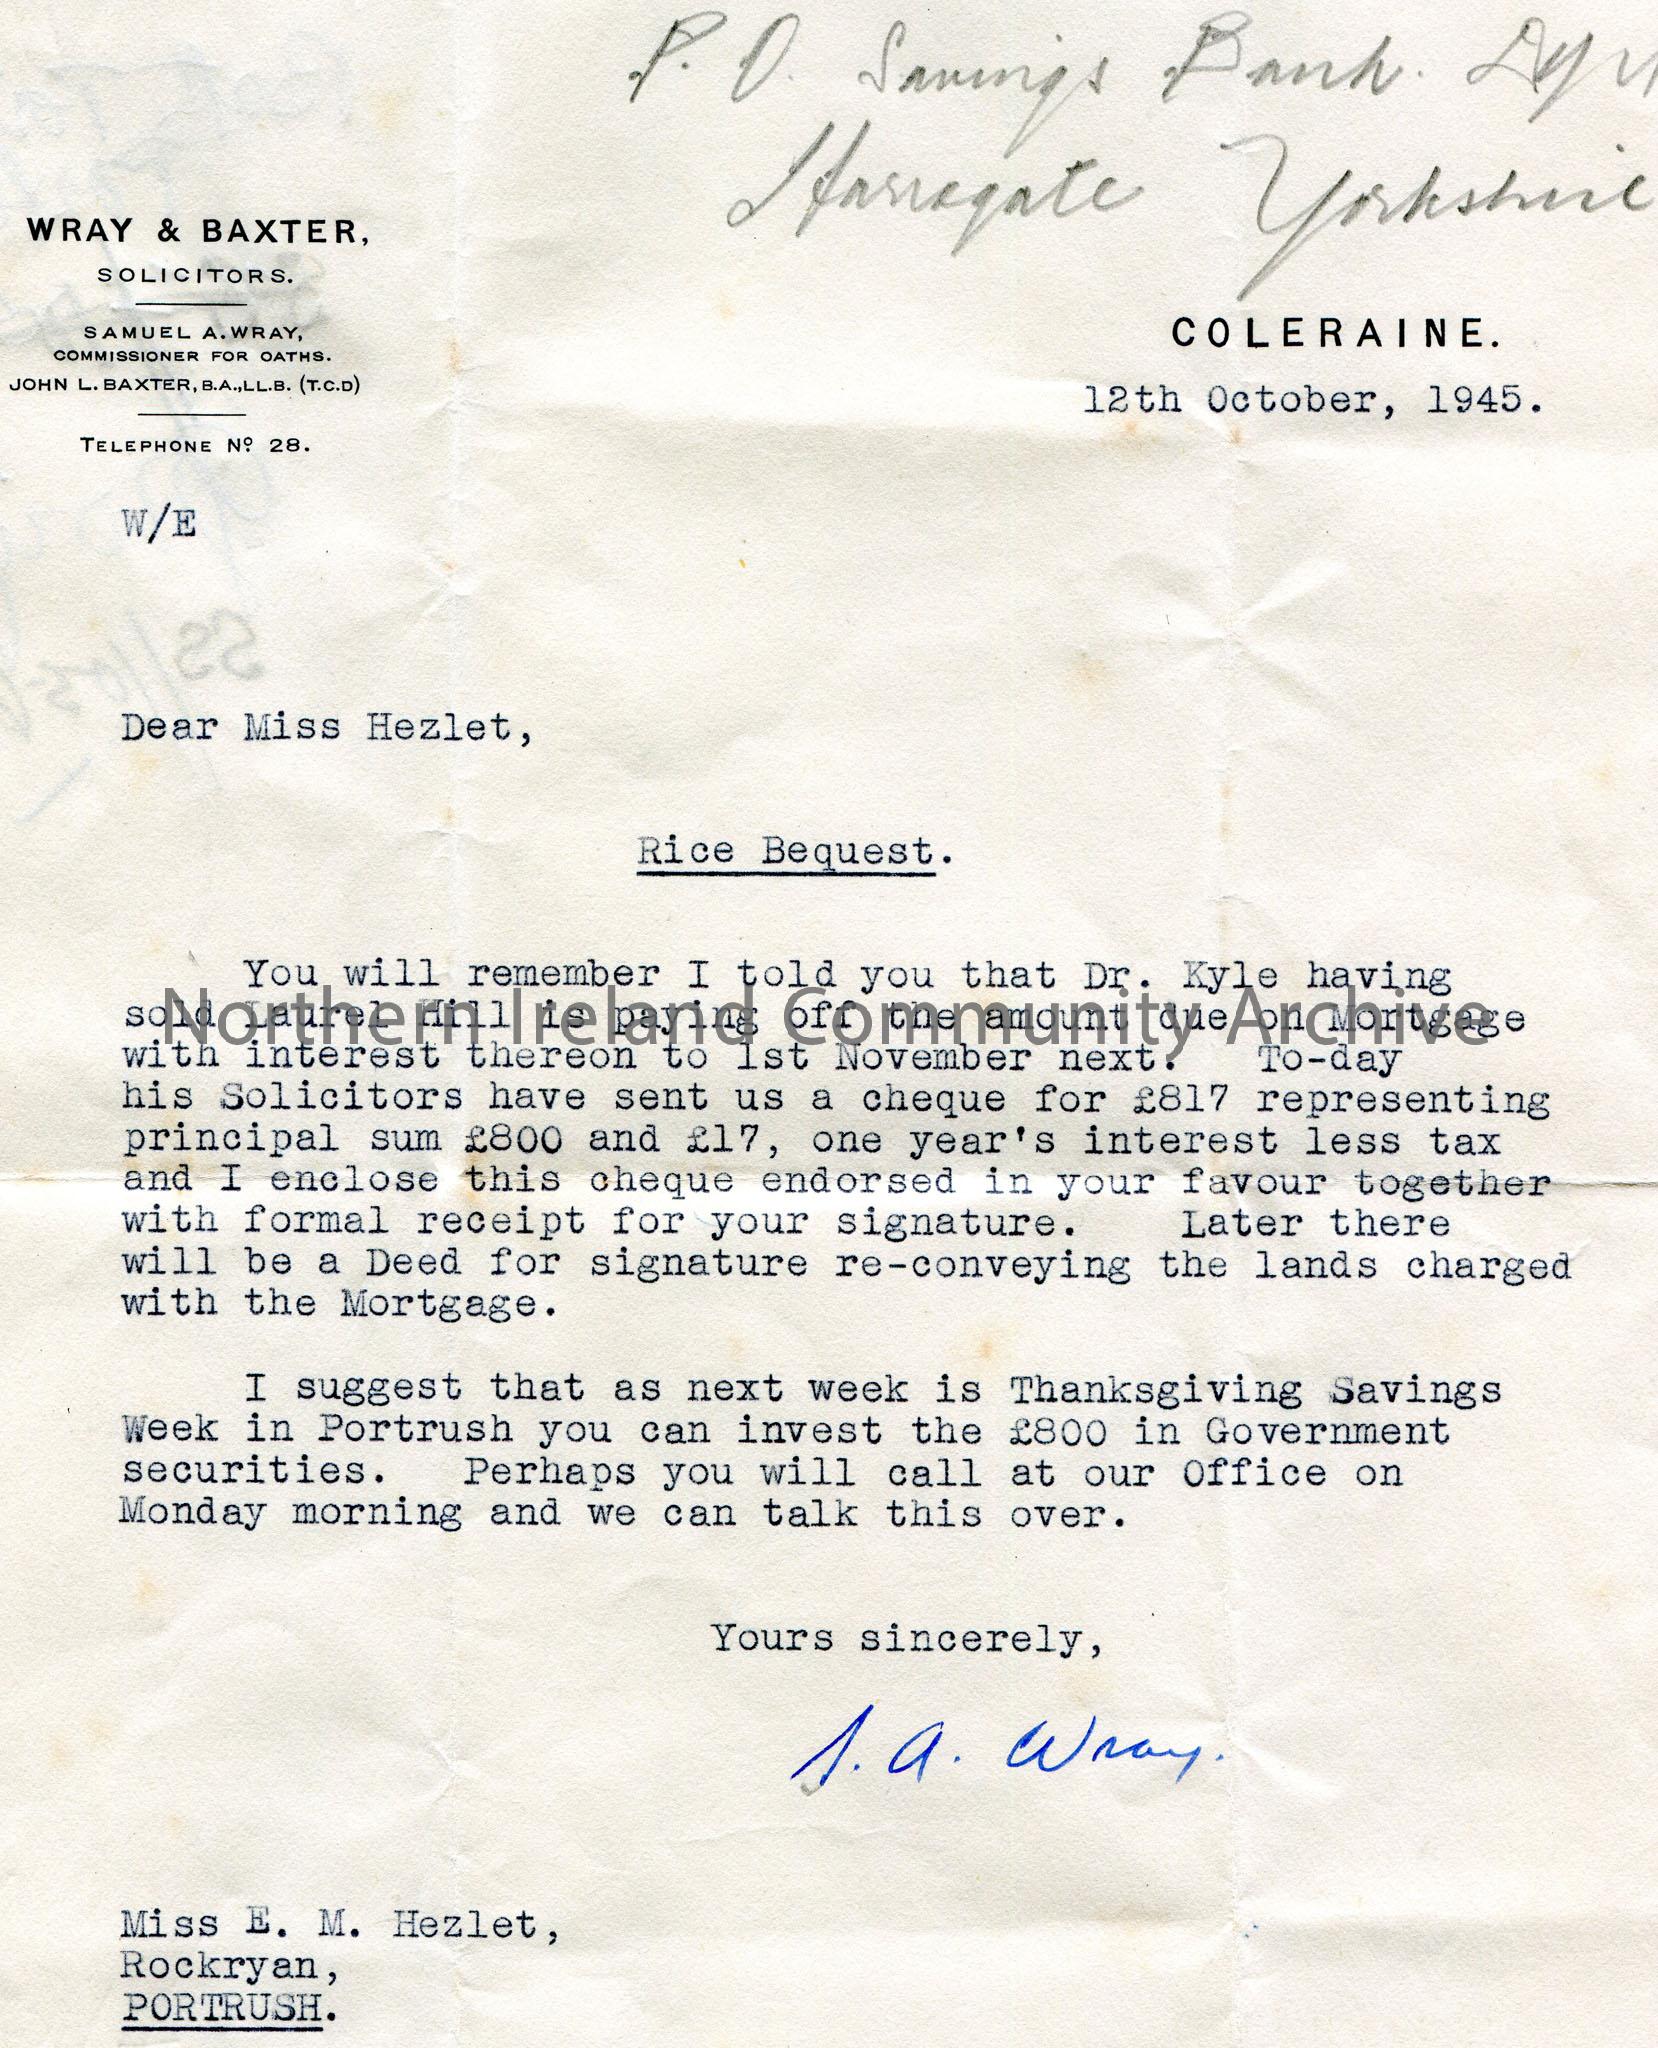 P. O. Savings Bank.
Harrogate Yorkshire
WRAY & BAXTER,
SOLICITORS.
SAMUEL A. WRAY,
COMMISSIONER FOR OATHS.
JOHN L. BAXTER, B.A., LL.B. (T.C.D)
TELEPHONE Nº 28.
COLERAINE.
12th October, 1945.
W/E
Dear Miss Hezlet,
Rice Bequest.
You will remember I told you that Dr. Kyle having
sold Laurel Hill is paying off the amount due on Mortgage
with interest thereon to 1st November next. To-day
his Solicitors have sent us a cheque for £817 representing
principal sum £800 and £17, one year's interest less tax
and I enclose this cheque endorsed in your favour together
with formal receipt for your signature. Later there
will be a Deed for signature re-conveying the lands charged
with the Mortgage.
I suggest that as next week is Thanksgiving Savings
Week in Portrush you can invest the £800 in Government
securities. Perhaps you will call at our Office on
Monday morning and we can talk this over.
Yours sincerely,
S. A. Wray.
Miss E. M. Hezlet,
Rockryan,
PORTRUSH.
Northern Ireland Community Archive